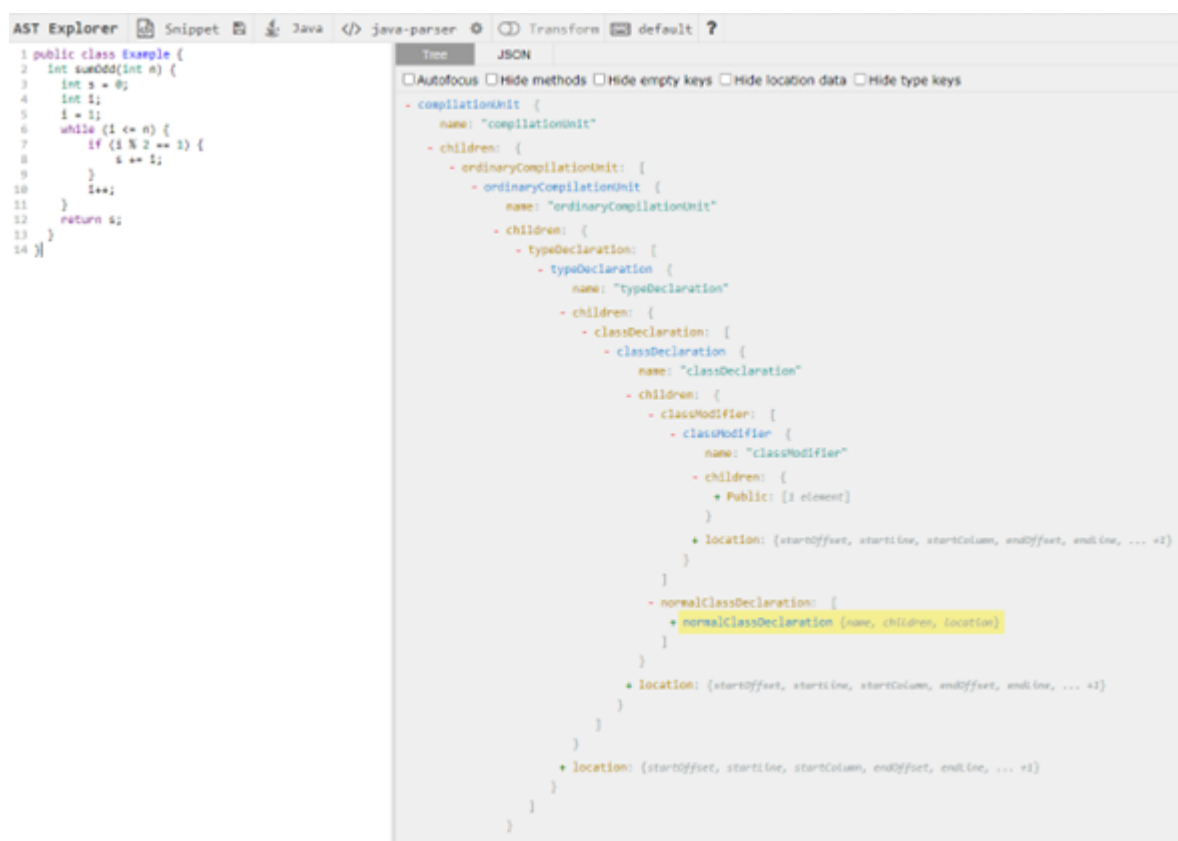 AST Explorer Snippet Java </> java-parser Transform default ?
1 public class Example {
2 int sumOdd(int n) {
3 int s = 0;
4 int i;
5 i = 1;
6 while (i <= n) {
7 if (i % 2 == 1) {
8 s += i;
9 }
10 i++;
11 }
12 return s;
13 }
14 }
Tree JSON
Autofocus Hide methods Hide empty keys Hide location data Hide type keys
- compilationUnit {
name: "compilationUnit"
- children: {
- ordinaryCompilationUnit: [
- ordinaryCompilationUnit {
name: "ordinaryCompilationUnit"
- children: {
- typeDeclaration: [
- typeDeclaration {
name: "typeDeclaration"
- children: {
- classDeclaration: [
- classDeclaration {
name: "classDeclaration"
- children: {
- classModifier: [
- classModifier {
name: "classModifier"
- children: {
+ Public: [1 element]
}
+ location: {startOffset, startLine, startColumn, endOffset, endLine, ... +1}
}
]
- normalClassDeclaration: [
+ normalClassDeclaration {name, children, location}
]
}
+ location: {startOffset, startLine, startColumn, endOffset, endLine, ... +1}
}
]
}
+ location: {startOffset, startLine, startColumn, endOffset, endLine, ... +1}
}
]
}